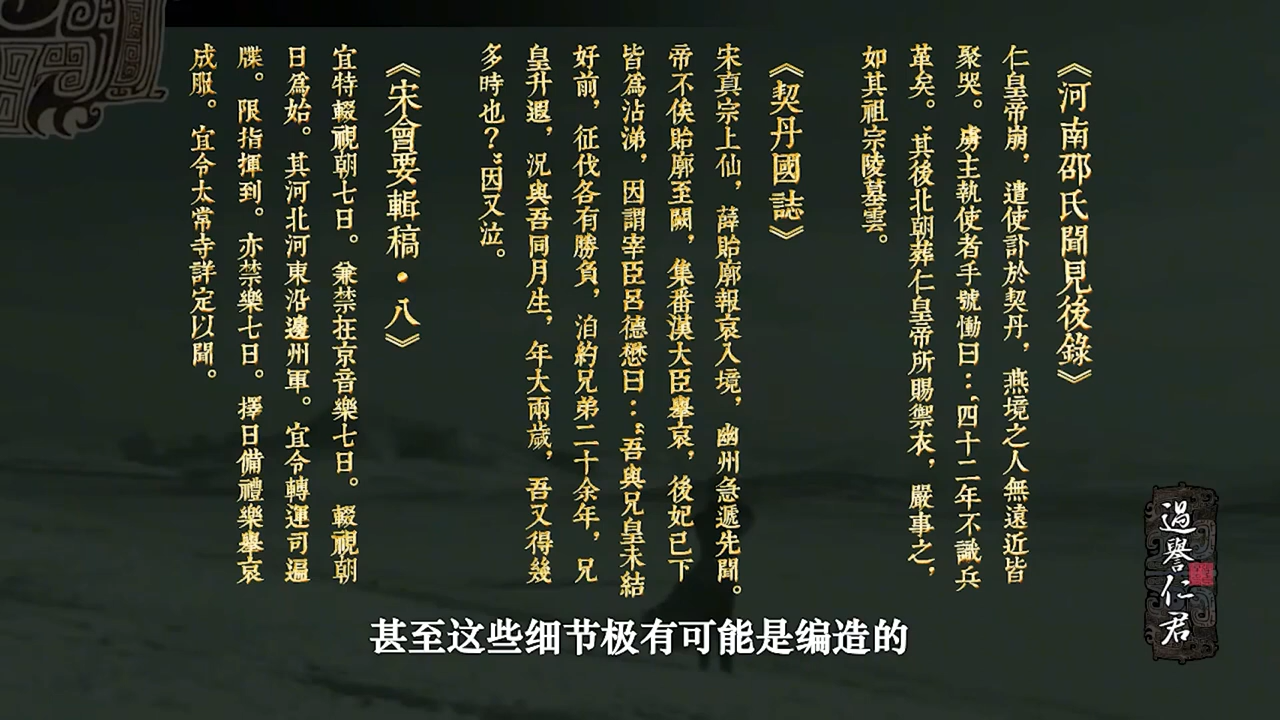 《河南邵氏聞見後錄》
仁皇帝崩，遣使訃於契丹，燕境之人無遠近皆
聚哭。虜主執使者手號慟曰：“四十二年不識兵
革矣。”其後北朝葬仁皇帝所賜禦衣，嚴事之，
如其祖宗陵墓雲。
《契丹國誌》
宋真宗上仙，薛貽廓報哀入境，幽州急遞先聞。
帝不俟貽廓至闕，集番漢大臣舉哀，後妃已下
皆為沾涕，因謂宰臣呂德懋曰：“吾與兄皇未結
好前，征伐各有勝負，洎約兄弟二十余年，兄
皇升遐，況與吾同月生，年大兩歲，吾又得幾
多時也？”因又泣。
《宋會要輯稿·八》
宜特輟視朝七日。兼禁在京音樂七日。輟視朝
日為始。其河北河東沿邊州軍。宜令轉運司遍
牒。限指揮到。亦禁樂七日。擇日備禮樂舉哀
成服。宜令太常寺詳定以聞。
過譽仁君
甚至这些细节极有可能是编造的